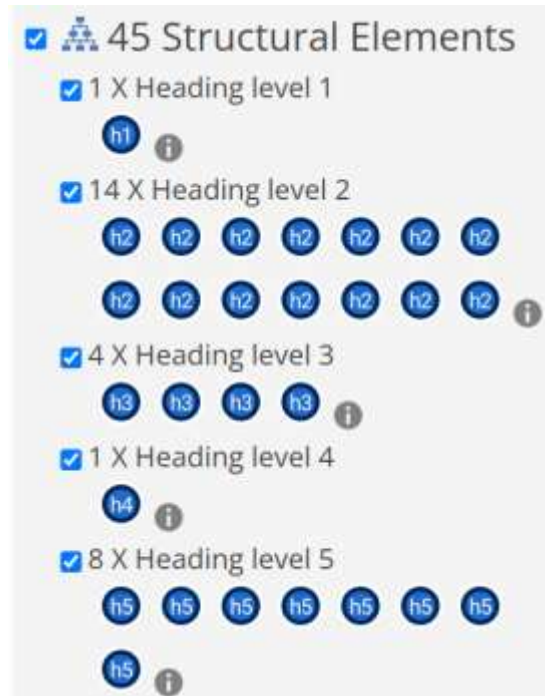 45 Structural Elements
1 X Heading level 1
h1
14 X Heading level 2
h2 h2 h2 h2 h2 h2 h2
h2 h2 h2 h2 h2 h2 h2
4 X Heading level 3
h3 h3 h3 h3
1 X Heading level 4
h4
8 X Heading level 5
h5 h5 h5 h5 h5 h5 h5
h5